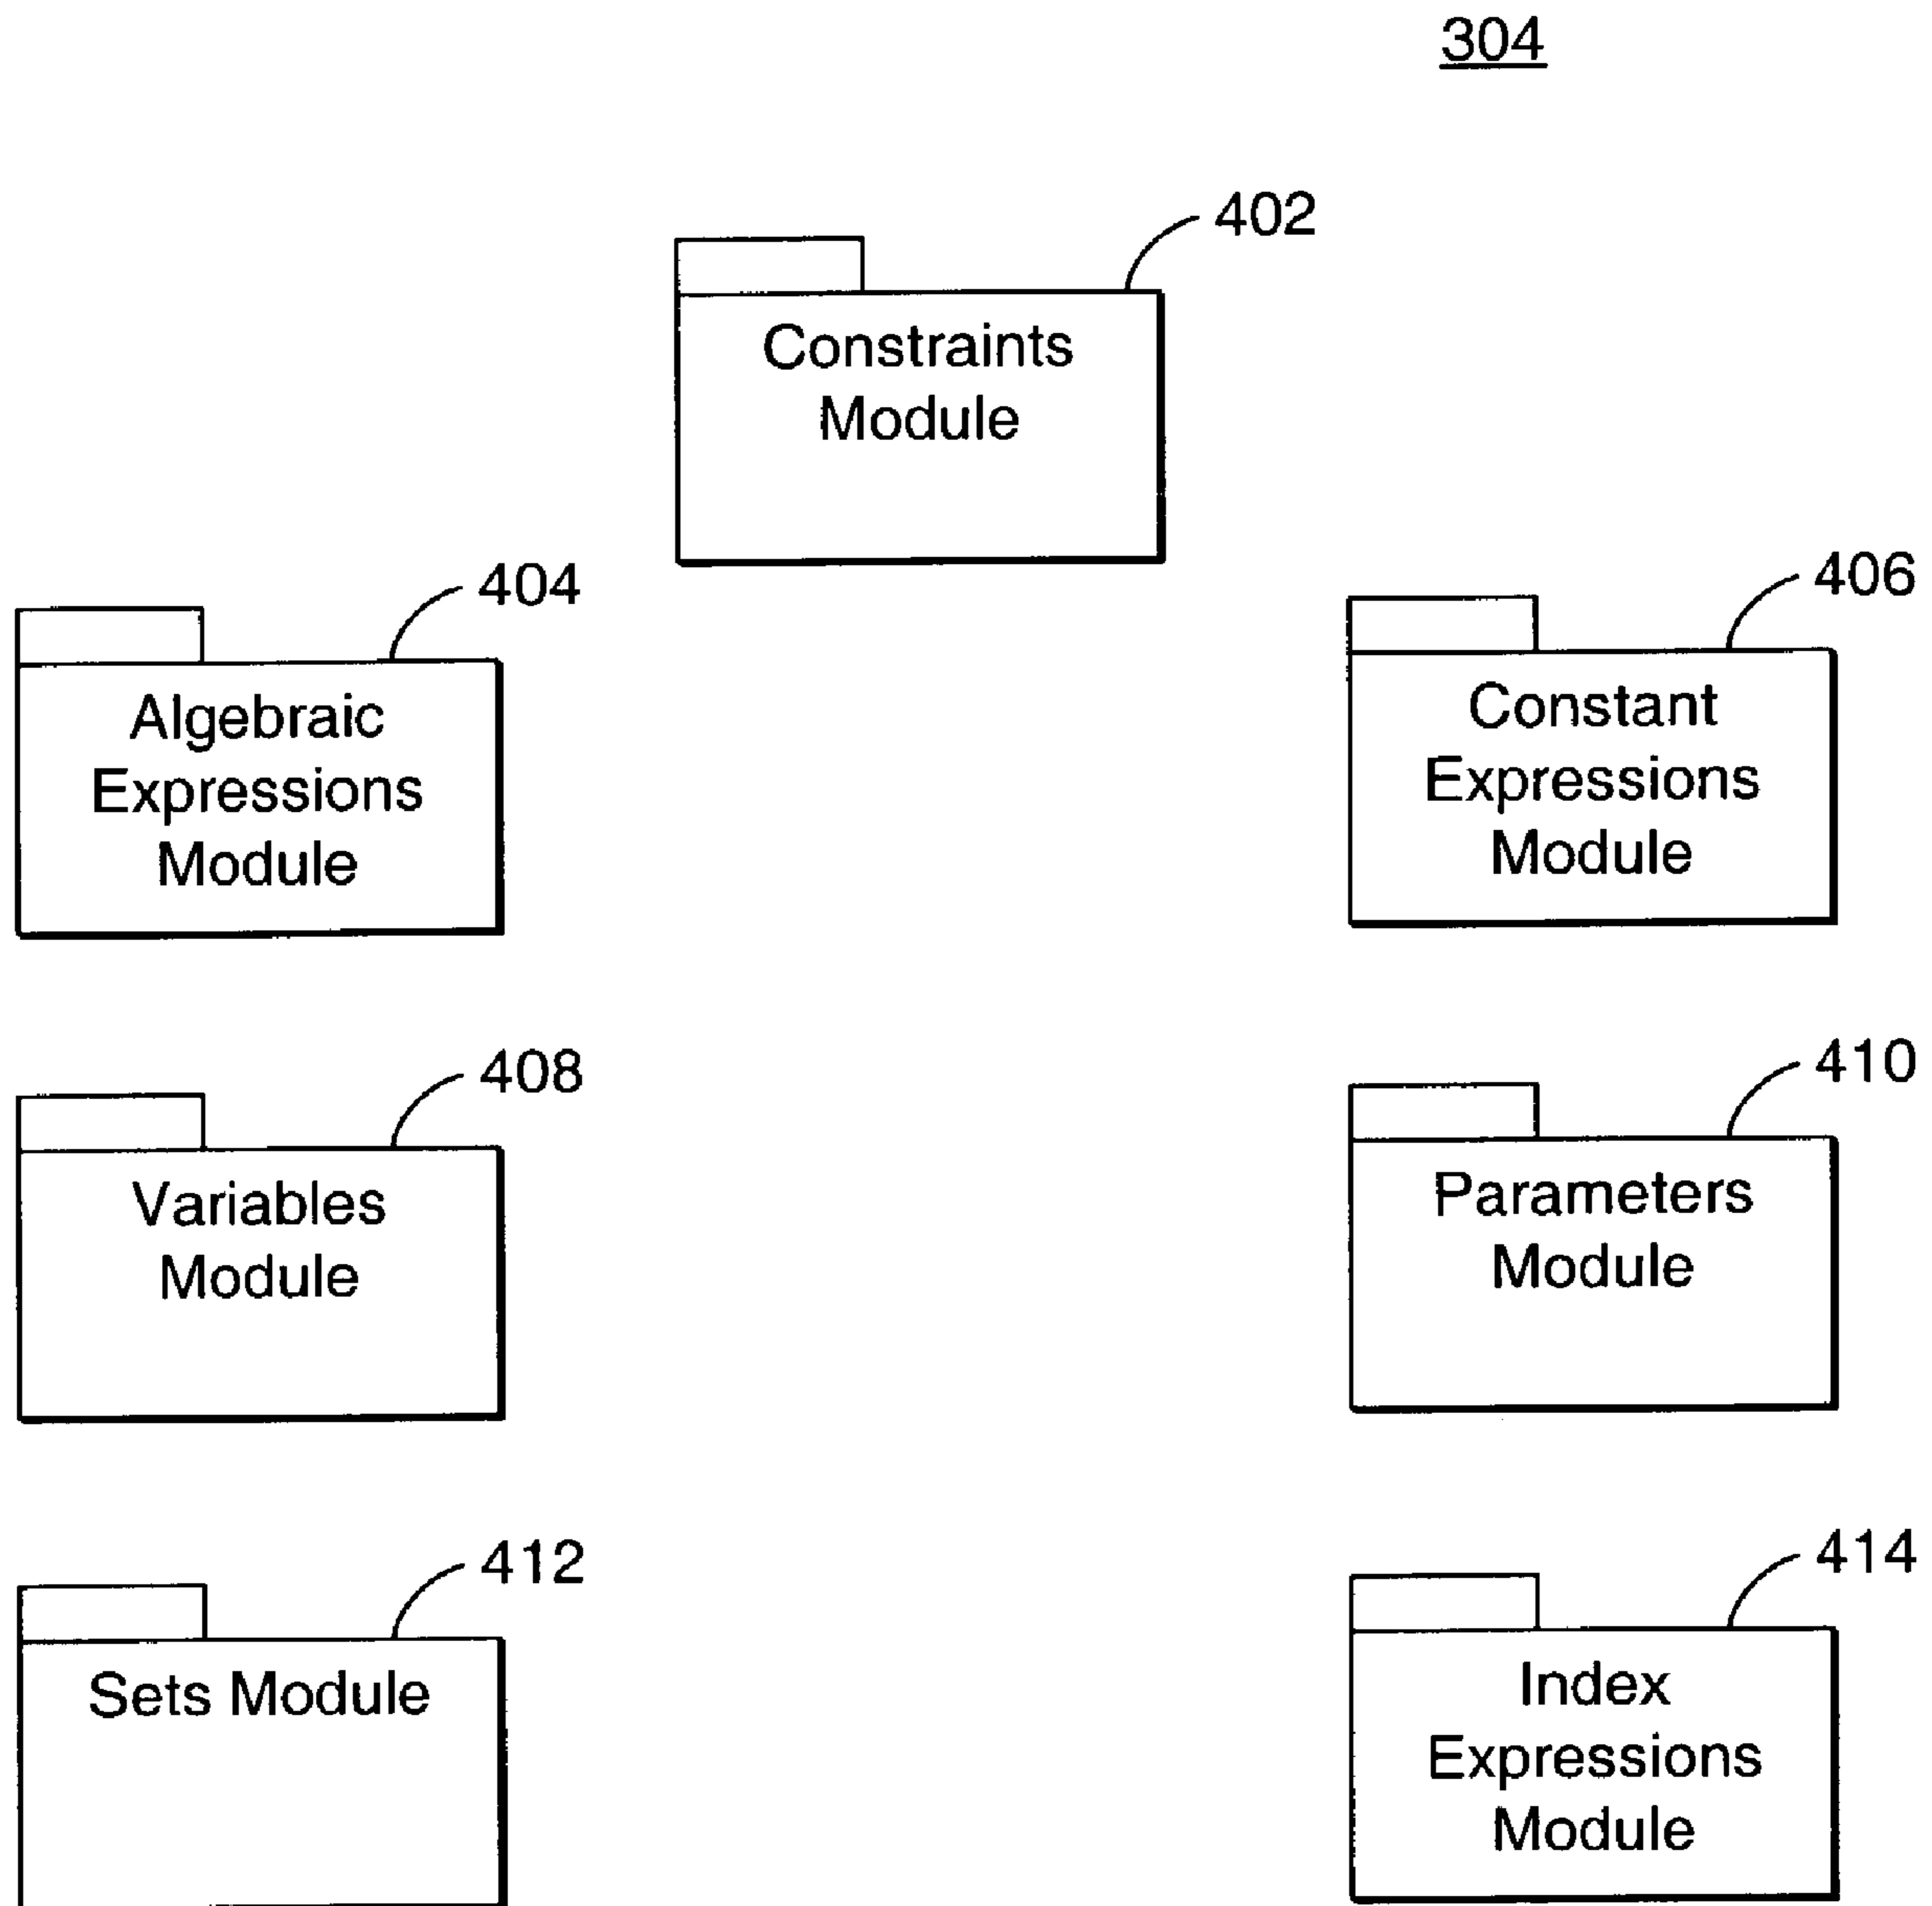 304
402
Constraints
Module
404
Algebraic
Expressions
Module
406
Constant
Expressions
Module
408
Variables
Module
410
Parameters
Module
412
Sets Module
414
Index
Expressions
Module